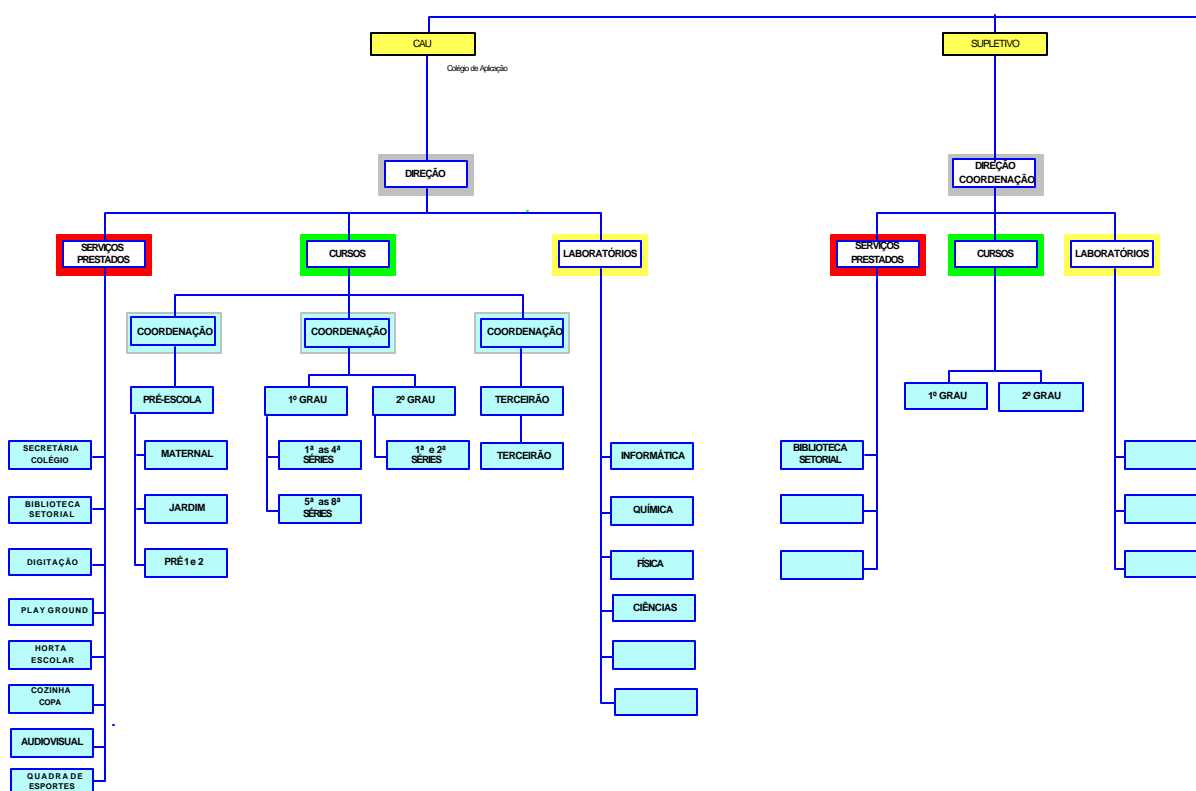 CAU
SUPLETIVO
Colégio de Aplicação
DIREÇÃO
DIREÇÃO
COORDENAÇÃO
SERVIÇOS
PRESTADOS
CURSOS
LABORATÓRIOS
SERVIÇOS
PRESTADOS
CURSOS
LABORATÓRIOS
COORDENAÇÃO
COORDENAÇÃO
COORDENAÇÃO
PRÉ-ESCOLA
1º GRAU
2º GRAU
TERCEIRÃO
1º GRAU
2º GRAU
SECRETÁRIA
COLÉGIO
MATERNAL
1ª as 4ª
SÉRIES
1ª e 2ª
SÉRIES
TERCEIRÃO
INFORMÁTICA
BIBLIOTECA
SETORIAL
BIBLIOTECA
SETORIAL
JARDIM
5ª as 8ª
SÉRIES
QUÍMICA
DIGITAÇÃO
PRÉ 1 e 2
FÍSICA
PLAY GROUND
CIÊNCIAS
HORTA
ESCOLAR
COZINHA
COPA
AUDIOVISUAL
QUADRA DE
ESPORTES